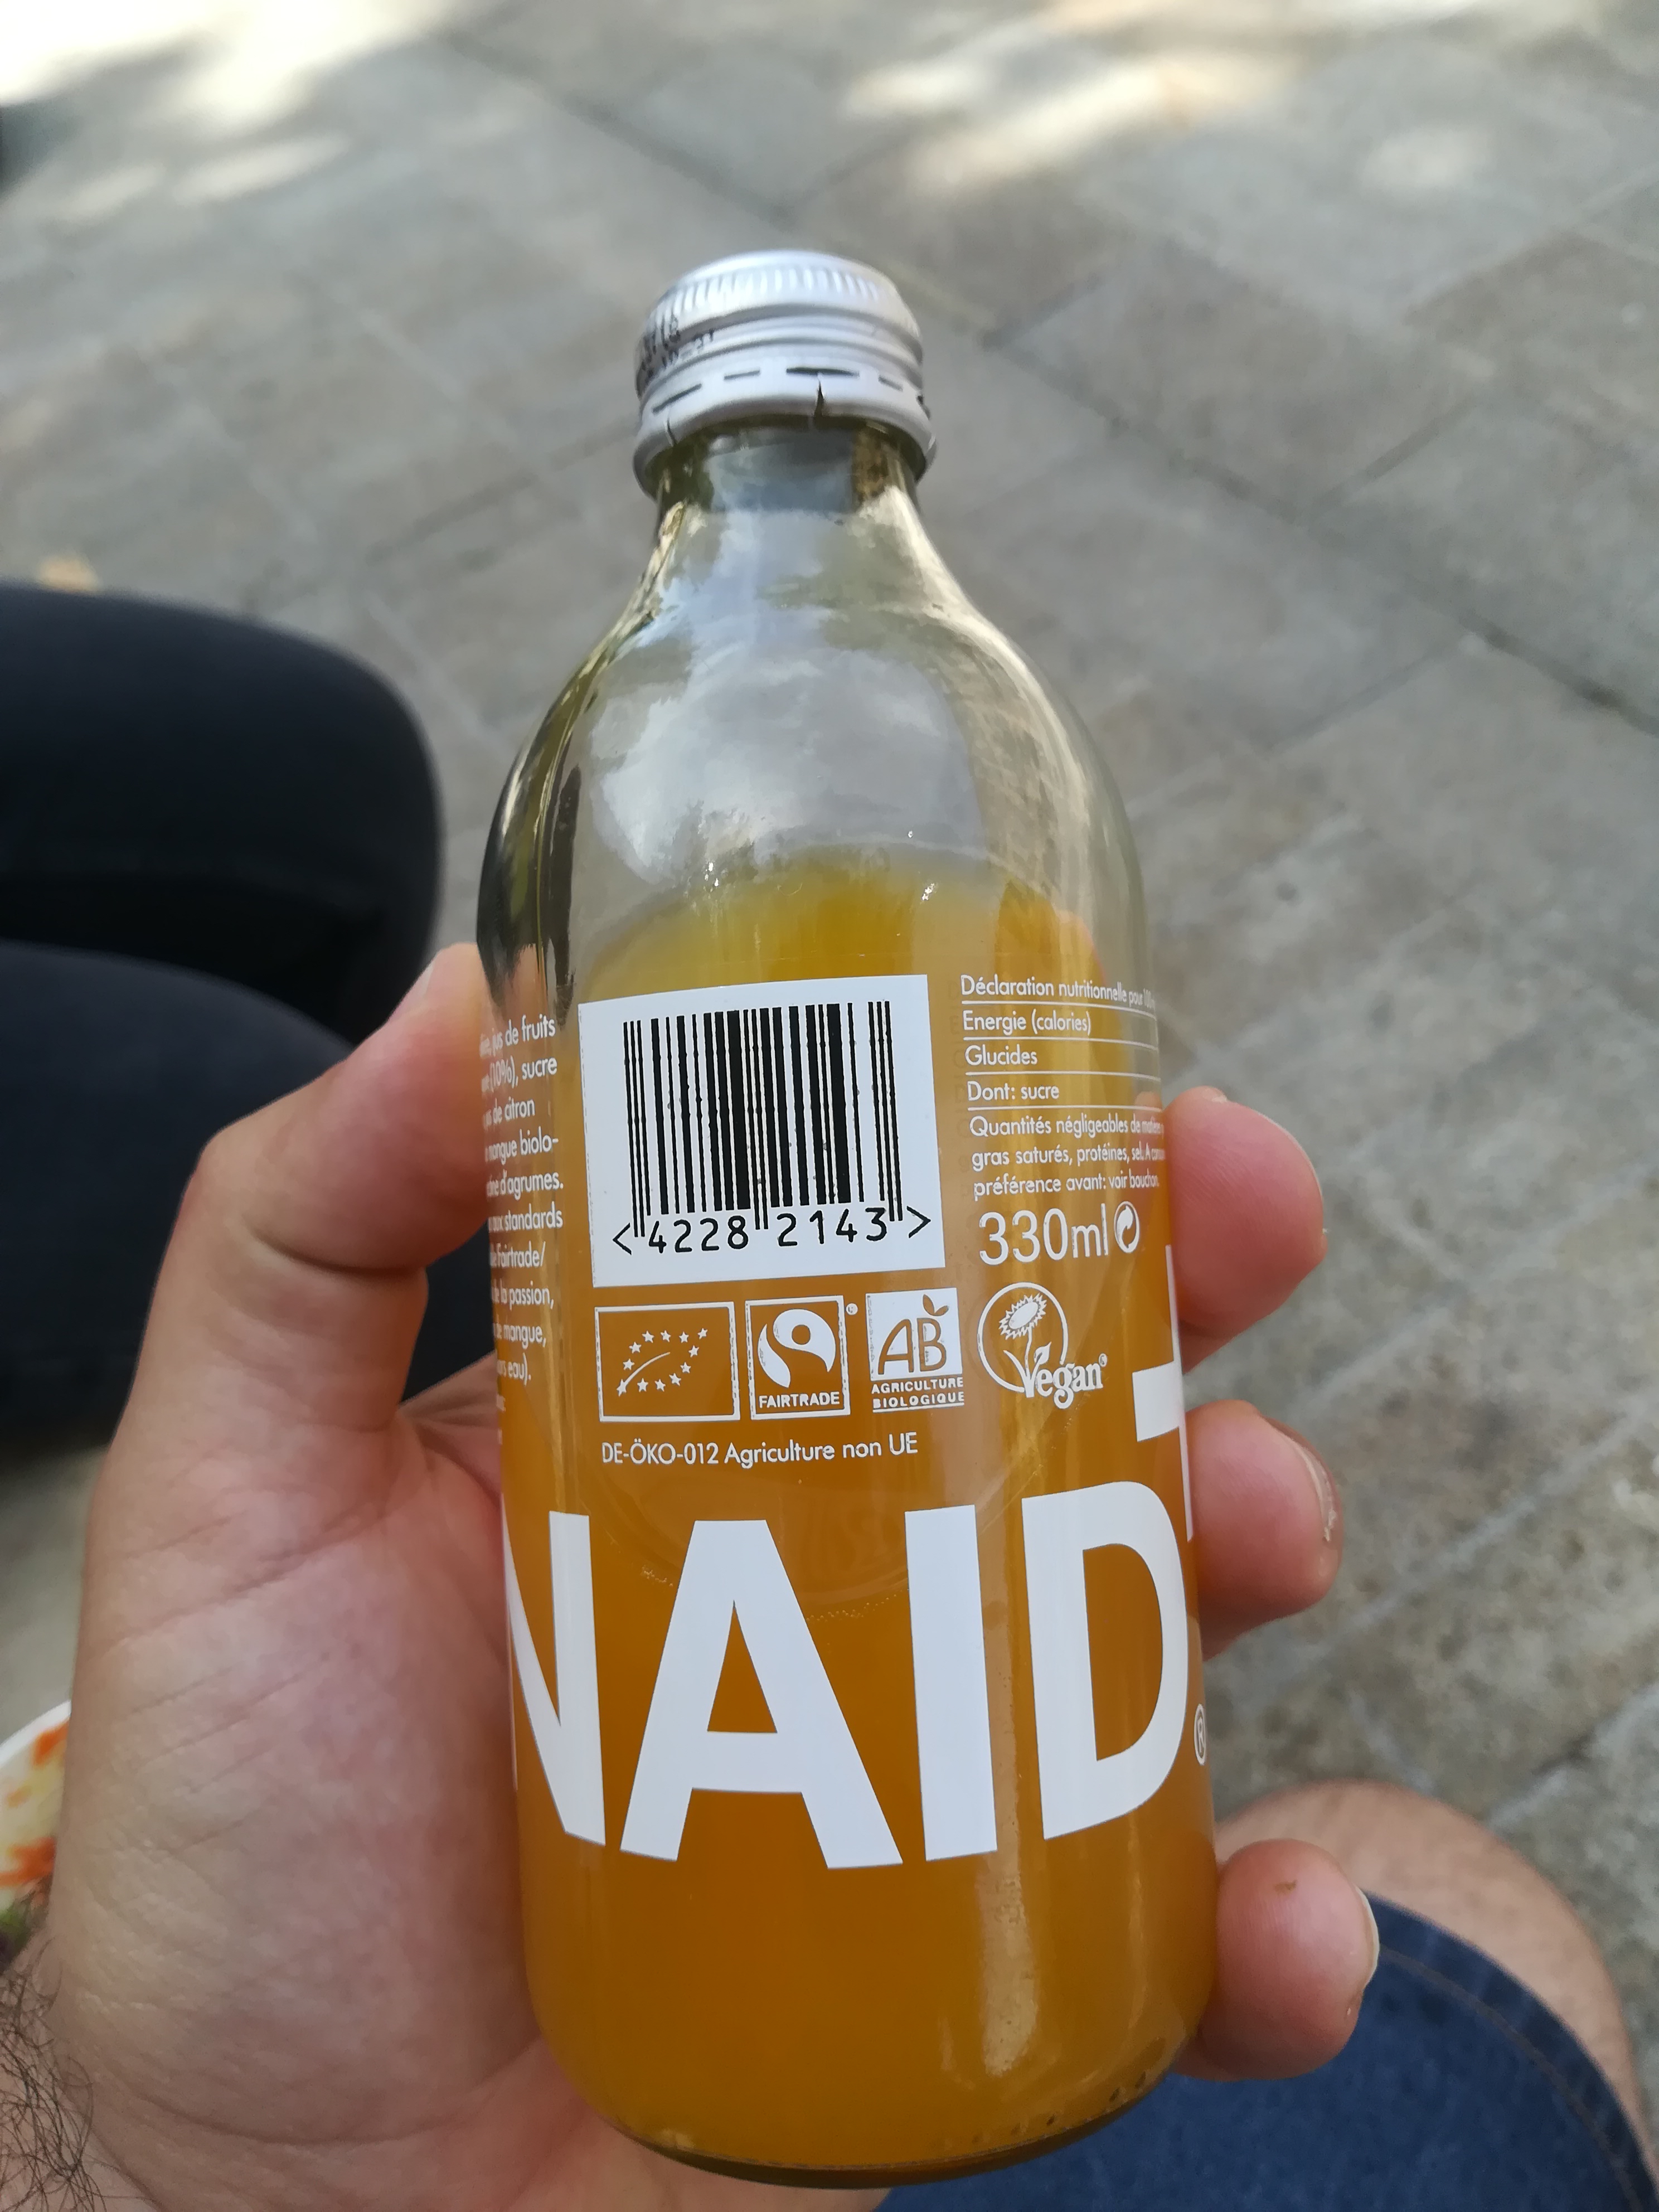 jus de fruits
(10%), sucre
de citron
mangue biolo-
d'agrumes.
aux standards
Fairtrade/
la passion,
de mangue,
eau).
<4228 2143>
Déclaration nutritionnelle pour
Energie (calories)
Glucides
Dont: sucre
Quantités négligeables de
gras saturés, protéines, sel. A
préférence avant: voir bouchon.
330ml
FAIRTRADE
AB
AGRICULTURE
BIOLOGIQUE
Vegan
DE-ÖKO-012 Agriculture non UE
NAID